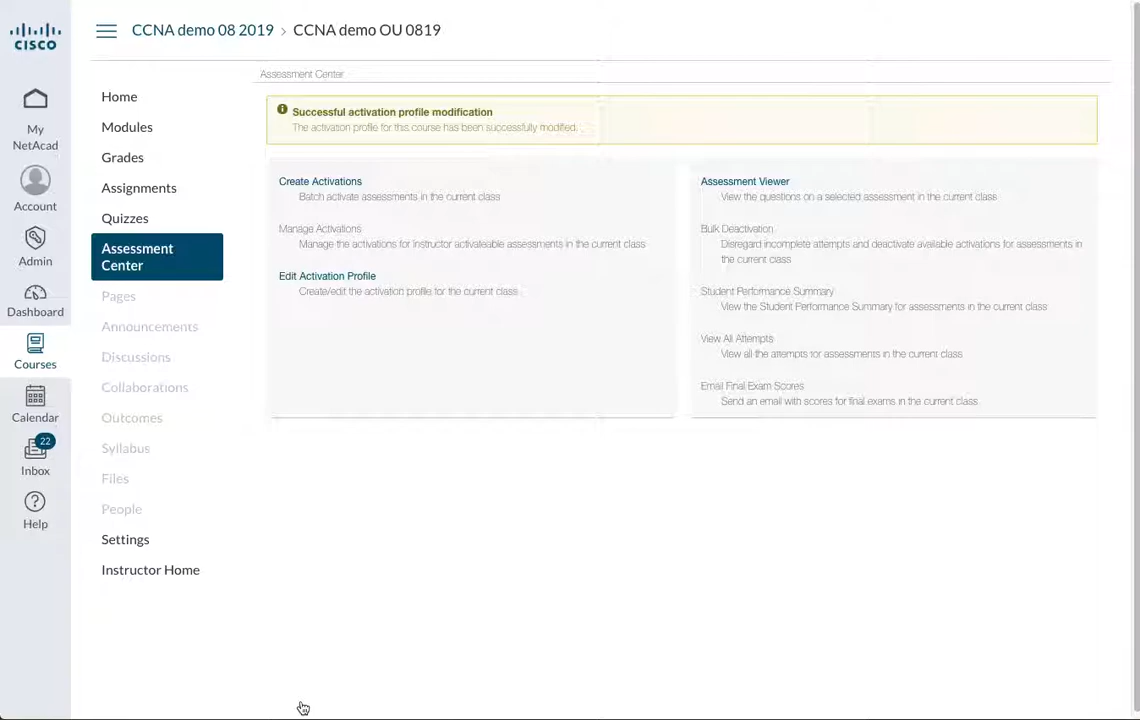 CISCO
CCNA demo 08 2019 › CCNA demo OU 0819
My
NetAcad
Account
Admin
Dashboard
Courses
Calendar
22
Inbox
Help
Home
Modules
Grades
Assignments
Quizzes
Assessment
Center
Pages
Announcements
Discussions
Collaborations
Outcomes
Syllabus
Files
People
Settings
Instructor Home
Assessment Center
Successful activation profile modification
The activation profile for this course has been successfully modified.
Create Activations
Batch activate assessments in the current class
Manage Activations
Manage the activations for instructor activateable assessments in the current class
Edit Activation Profile
Create/edit the activation profile for the current class
Assessment Viewer
View the questions on a selected assessment in the current class
Bulk Deactivation
Disregard incomplete attempts and deactivate available activations for assessments in
the current class
Student Performance Summary
View the Student Performance Summary for assessments in the current class
View All Attempts
View all the attempts for assessments in the current class
Email Final Exam Scores
Send an email with scores for final exams in the current class